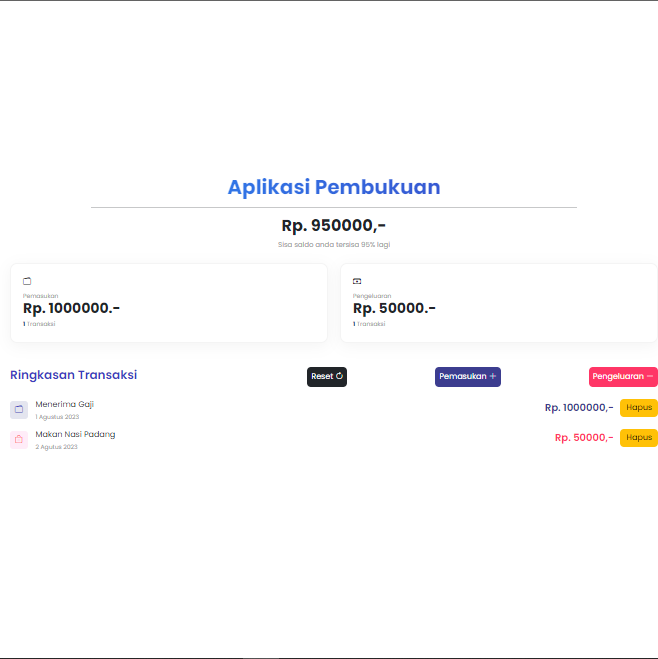 Aplikasi Pembukuan
Rp. 950000,-
Sisa saldo anda tersisa 95% lagi
Pemasukan
Rp. 1000000.-
1 Transaksi
Pengeluaran
Rp. 50000.-
1 Transaksi
Ringkasan Transaksi
Reset
Pemasukan +
Pengeluaran −
Menerima Gaji
1 Agustus 2023
Rp. 1000000,-
Hapus
Makan Nasi Padang
2 Agutus 2023
Rp. 50000,-
Hapus